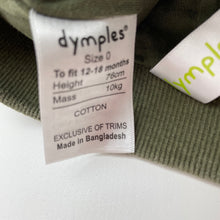 dymples®
Size 0
To fit 12-18 months
Height 76cm
Mass 10kg
COTTON
EXCLUSIVE OF TRIMS
Made in Bangladesh
dymples